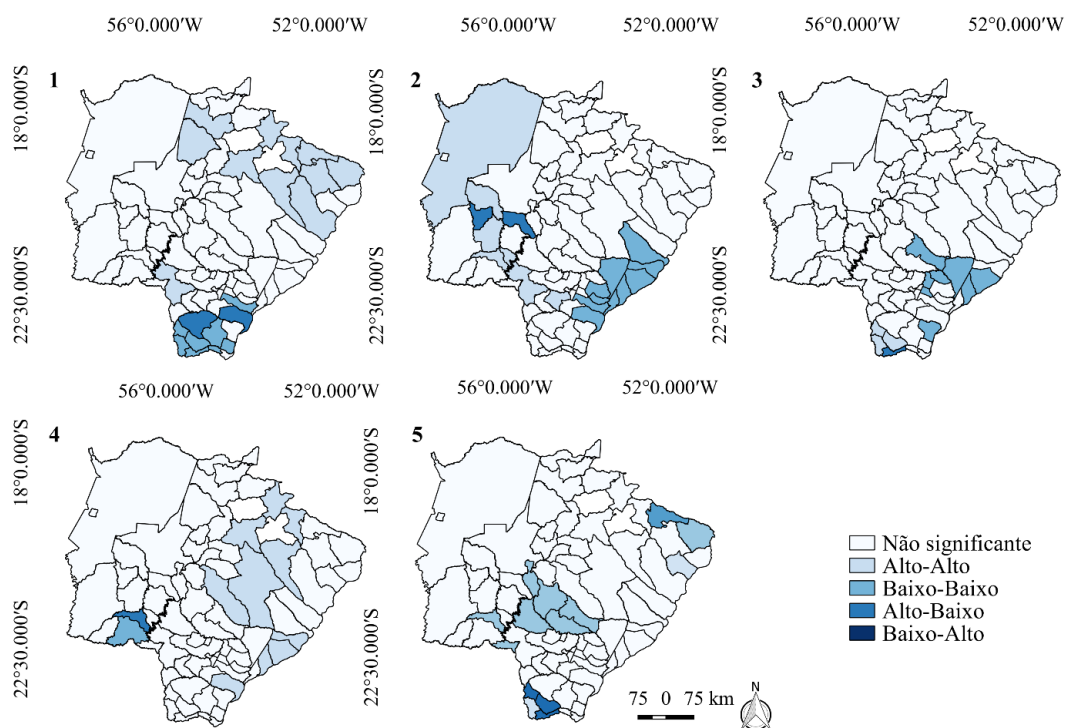 56°0.000'W 52°0.000'W 56°0.000'W 52°0.000'W 56°0.000'W 52°0.000'W
1 2 3
18°0.000'S 18°0.000'S 18°0.000'S
22°30.000'S 22°30.000'S 22°30.000'S
56°0.000'W 52°0.000'W 56°0.000'W 52°0.000'W
4 5
18°0.000'S 18°0.000'S
22°30.000'S 22°30.000'S
Não significante
Alto-Alto
Baixo-Baixo
Alto-Baixo
Baixo-Alto
75 0 75 km
N